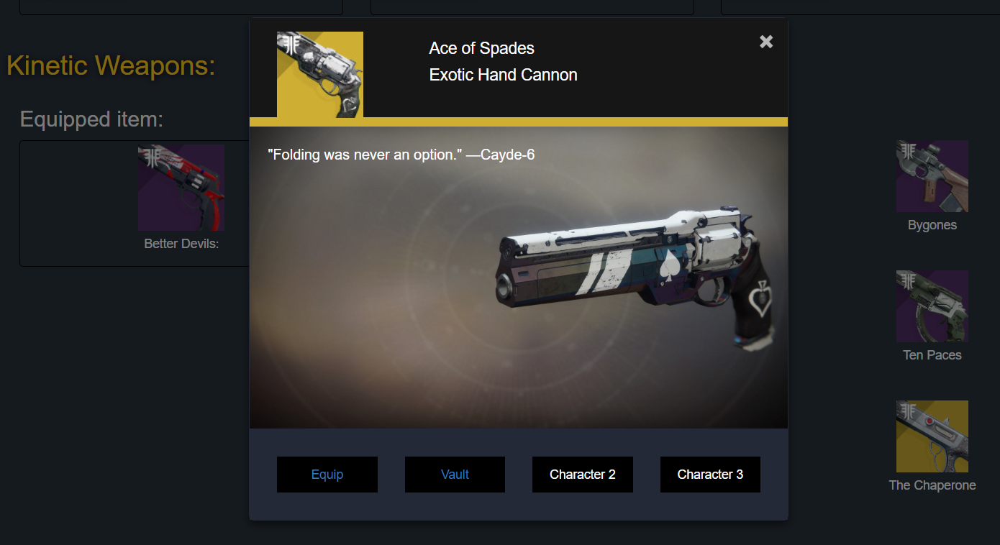 Kinetic Weapons:
Equipped item:
Better Devils:
Ace of Spades
Exotic Hand Cannon
"Folding was never an option." —Cayde-6
Equip
Vault
Character 2
Character 3
Bygones
Ten Paces
The Chaperone